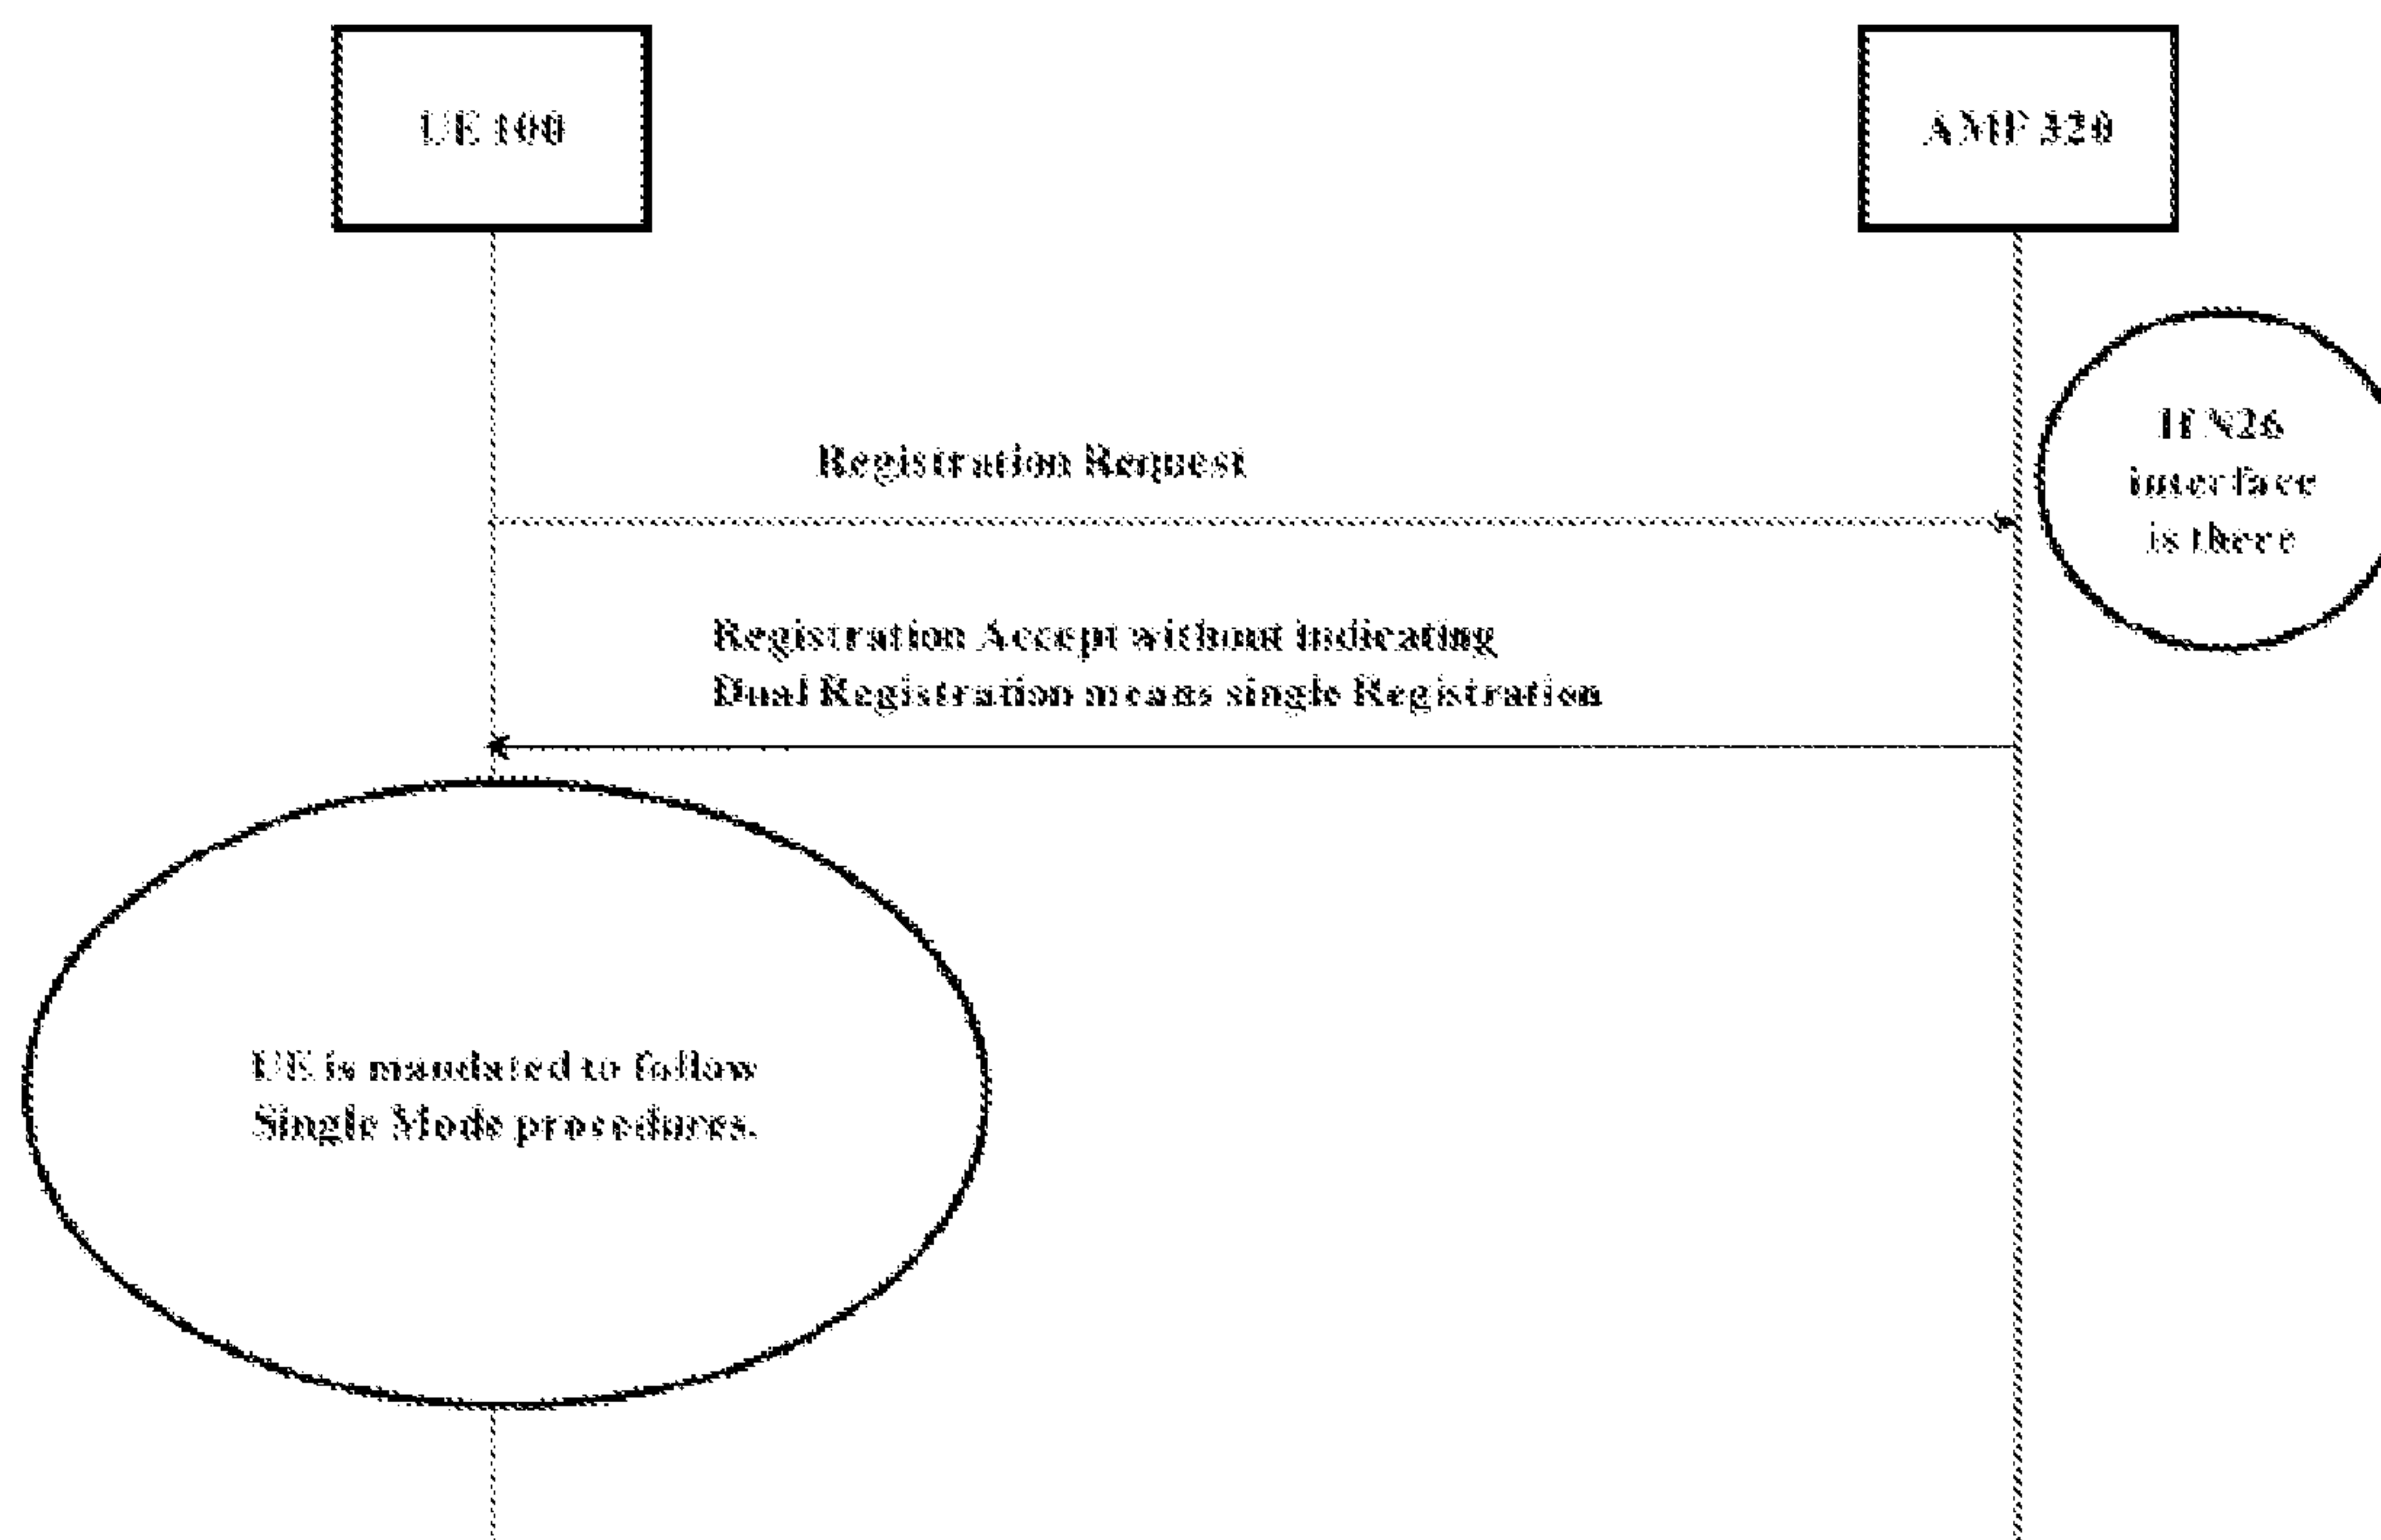 UE 100
AMF 320
If N26
interface
is there
Registration Request
Registration Accept without indicating
Dual Registration means single Registration
UE is mandated to follow
Single Mode procedures.